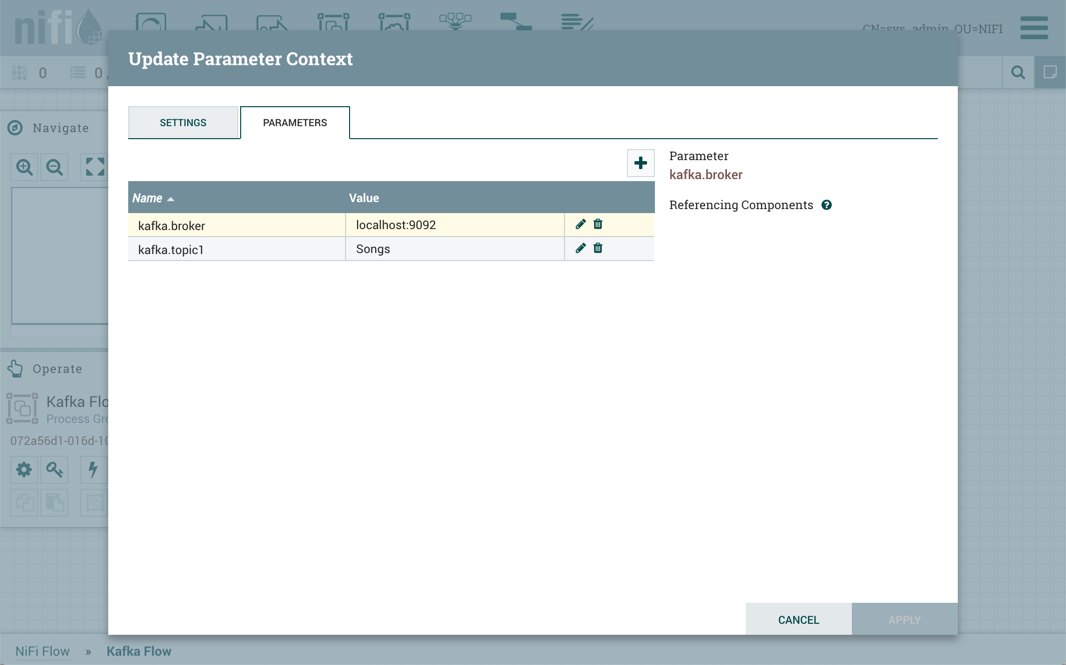 nifi
CN=sys_admin, OU=NIFI
0
0
Update Parameter Context
SETTINGS
PARAMETERS
Navigate
Parameter
kafka.broker
Name
Value
Referencing Components
kafka.broker
localhost:9092
kafka.topic1
Songs
Operate
Kafka Flo
Process Gr
072a56d1-016d-10
CANCEL
APPLY
NiFi Flow » Kafka Flow